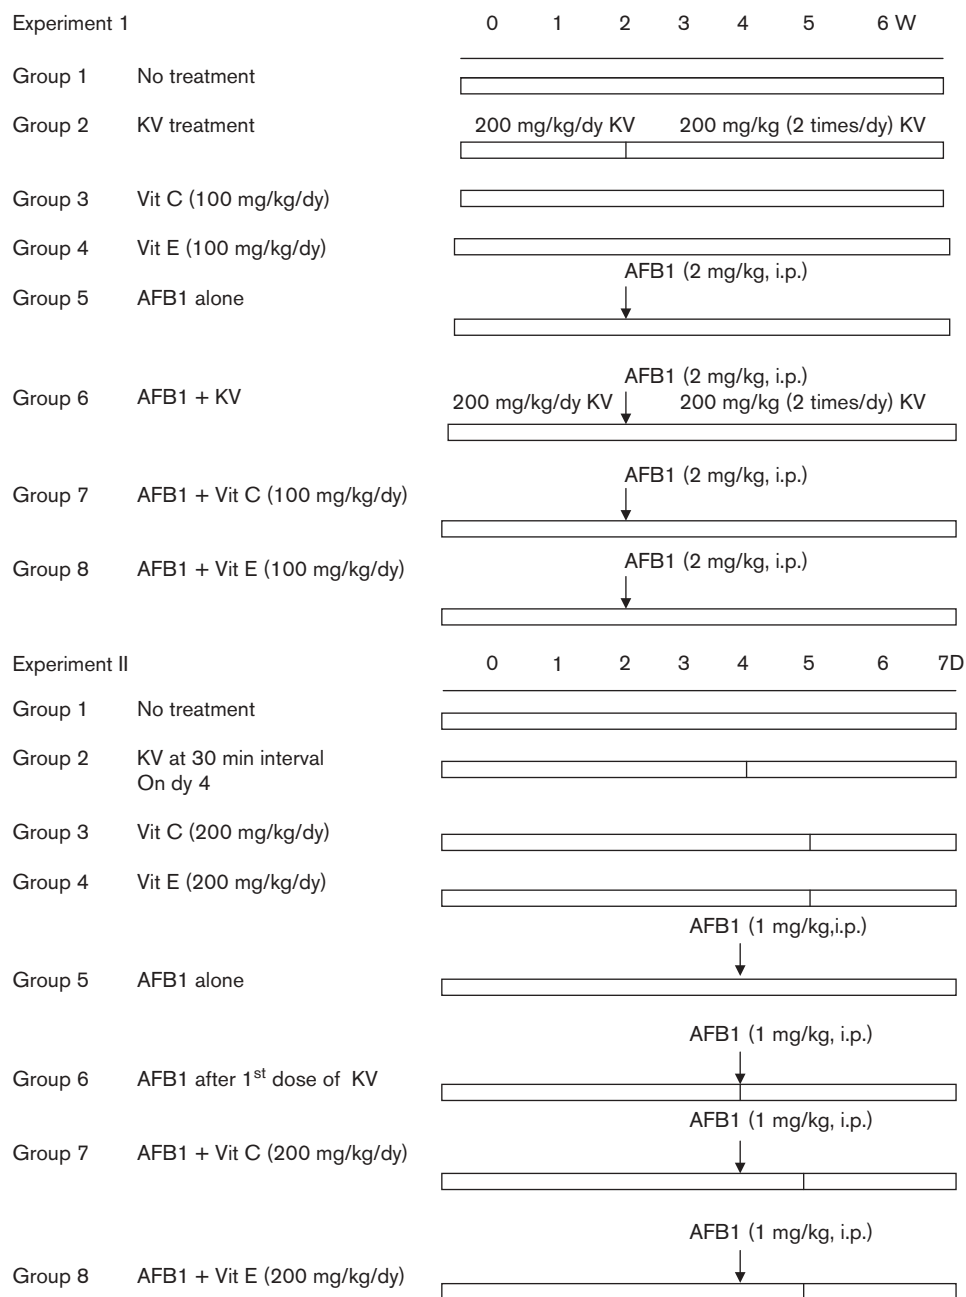 Experiment 1 0 1 2 3 4 5 6 W
Group 1 No treatment
Group 2 KV treatment 200 mg/kg/dy KV 200 mg/kg (2 times/dy) KV
Group 3 Vit C (100 mg/kg/dy)
Group 4 Vit E (100 mg/kg/dy)
AFB1 (2 mg/kg, i.p.)
Group 5 AFB1 alone
AFB1 (2 mg/kg, i.p.)
Group 6 AFB1 + KV 200 mg/kg/dy KV 200 mg/kg (2 times/dy) KV
AFB1 (2 mg/kg, i.p.)
Group 7 AFB1 + Vit C (100 mg/kg/dy)
AFB1 (2 mg/kg, i.p.)
Group 8 AFB1 + Vit E (100 mg/kg/dy)
Experiment II 0 1 2 3 4 5 6 7D
Group 1 No treatment
Group 2 KV at 30 min interval
On dy 4
Group 3 Vit C (200 mg/kg/dy)
Group 4 Vit E (200 mg/kg/dy)
AFB1 (1 mg/kg,i.p.)
Group 5 AFB1 alone
AFB1 (1 mg/kg, i.p.)
Group 6 AFB1 after 1st dose of KV
AFB1 (1 mg/kg, i.p.)
Group 7 AFB1 + Vit C (200 mg/kg/dy)
AFB1 (1 mg/kg, i.p.)
Group 8 AFB1 + Vit E (200 mg/kg/dy)